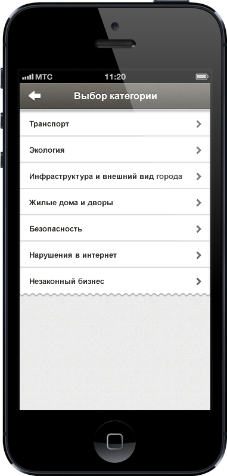 МТС 11:20
Выбор категории
Транспорт
Экология
Инфраструктура и внешний вид города
Жилые дома и дворы
Безопасность
Нарушения в интернет
Незаконный бизнес